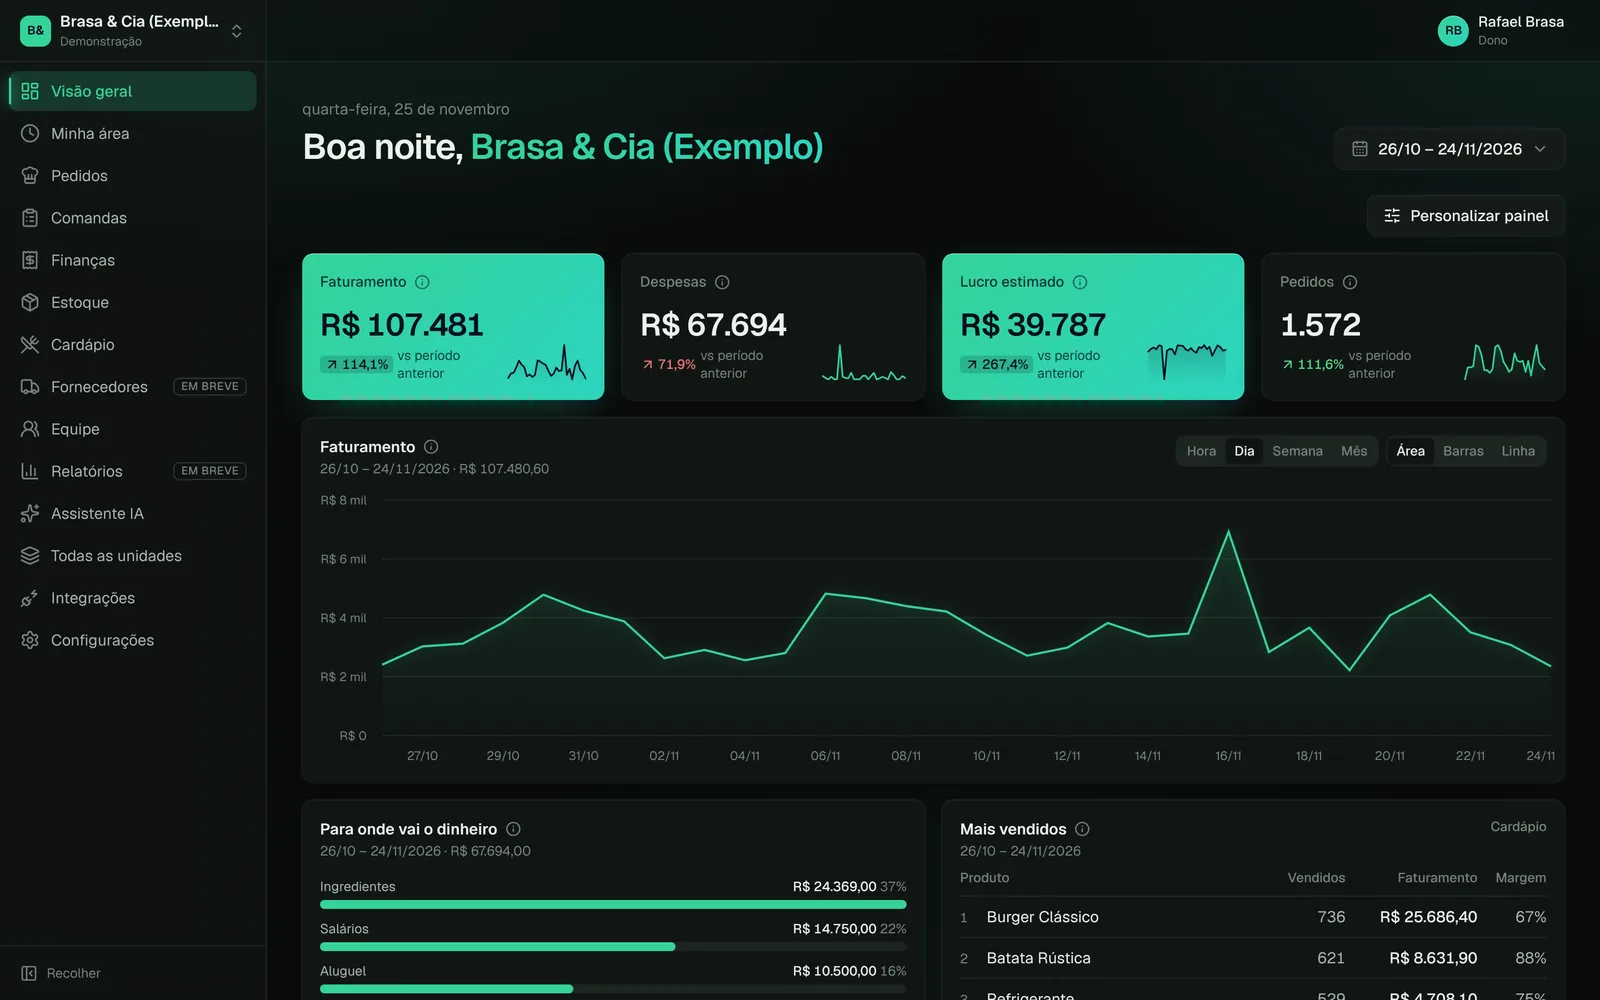 B&
Brasa & Cia (Exempl...
Demonstração
RB
Rafael Brasa
Dono
Visão geral
Minha área
Pedidos
Comandas
Finanças
Estoque
Cardápio
Fornecedores
EM BREVE
Equipe
Relatórios
EM BREVE
Assistente IA
Todas as unidades
Integrações
Configurações
Recolher
quarta-feira, 25 de novembro
Boa noite, Brasa & Cia (Exemplo)
26/10 – 24/11/2026
Personalizar painel
Faturamento
R$ 107.481
114,1% vs período anterior
Despesas
R$ 67.694
71,9% vs período anterior
Lucro estimado
R$ 39.787
267,4% vs período anterior
Pedidos
1.572
111,6% vs período anterior
Faturamento
26/10 – 24/11/2026 · R$ 107.480,60
Hora Dia Semana Mês
Área Barras Linha
R$ 8 mil
R$ 6 mil
R$ 4 mil
R$ 2 mil
R$ 0
27/10 29/10 31/10 02/11 04/11 06/11 08/11 10/11 12/11 14/11 16/11 18/11 20/11 22/11 24/11
Para onde vai o dinheiro
26/10 – 24/11/2026 · R$ 67.694,00
Ingredientes R$ 24.369,00 37%
Salários R$ 14.750,00 22%
Aluguel R$ 10.500,00 16%
Mais vendidos
Cardápio
26/10 – 24/11/2026
Produto Vendidos Faturamento Margem
1 Burger Clássico 736 R$ 25.686,40 67%
2 Batata Rústica 621 R$ 8.631,90 88%
3 Refrigerante 529 R$ 4.708,10 75%